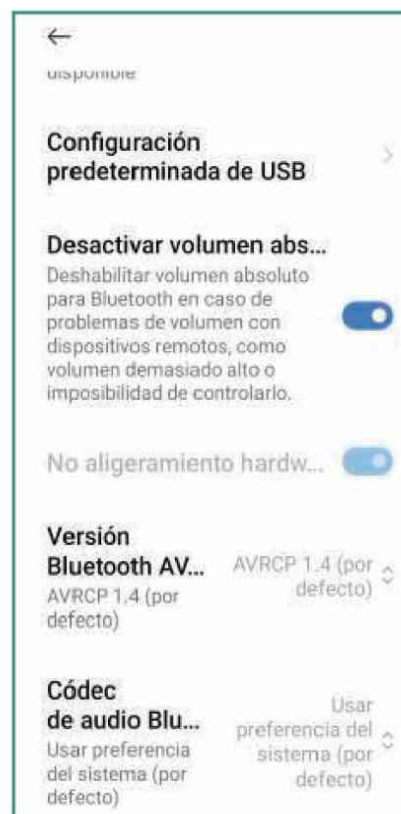 disponible
Configuración
predeterminada de USB
Desactivar volumen abs...
Deshabilitar volumen absoluto
para Bluetooth en caso de
problemas de volumen con
dispositivos remotos, como
volumen demasiado alto o
imposibilidad de controlarlo.
No aligeramiento hardw...
Versión
Bluetooth AV...
AVRCP 1.4 (por
defecto)
AVRCP 1.4 (por
defecto)
Códec
de audio Blu...
Usar preferencia
del sistema (por
defecto)
Usar
preferencia del
sistema (por
defecto)